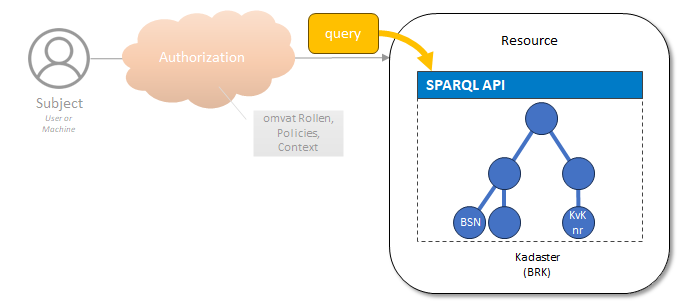 query
Resource
Authorization
SPARQL API
Subject
User or
Machine
omvat Rollen,
Policies,
Context
BSN
KvK
nr
Kadaster
(BRK)